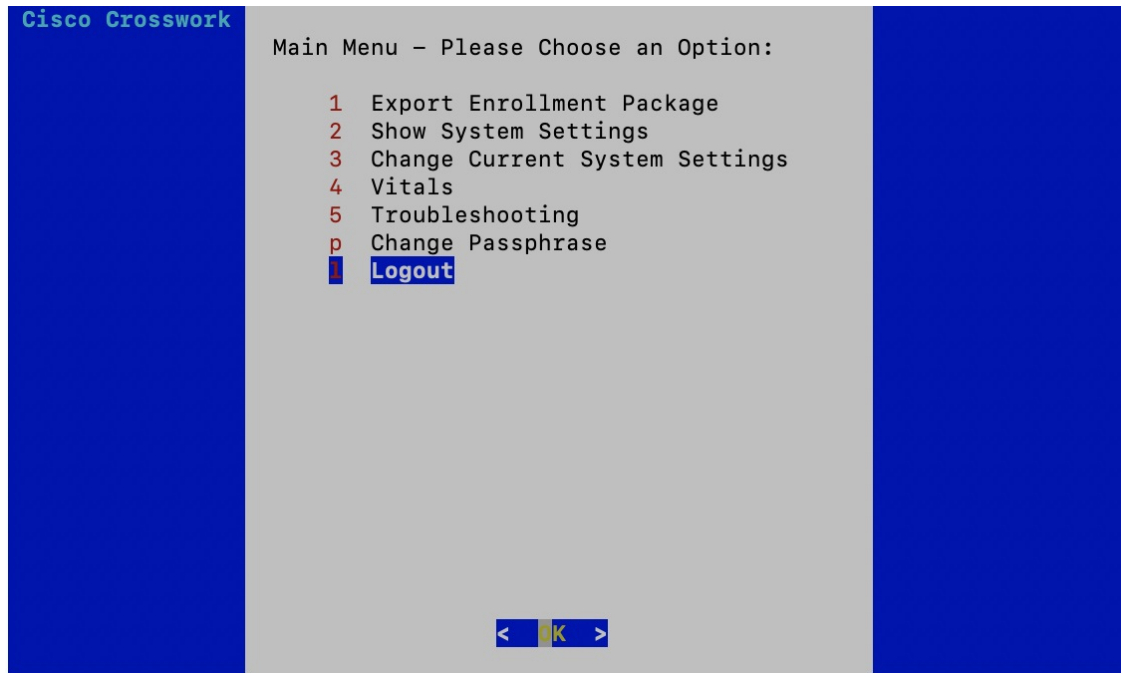 Cisco Crosswork
Main Menu – Please Choose an Option:
1 Export Enrollment Package
2 Show System Settings
3 Change Current System Settings
4 Vitals
5 Troubleshooting
p Change Passphrase
l Logout
< OK >